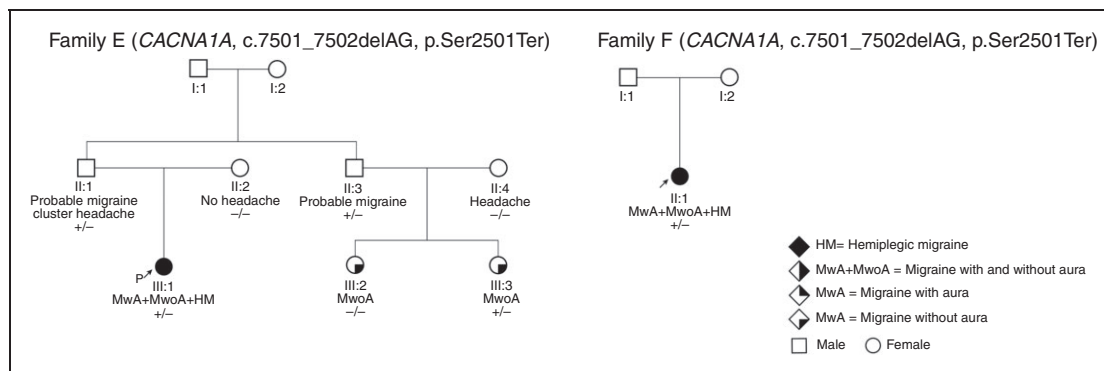 Family E (CACNA1A, c.7501_7502delAG, p.Ser2501Ter)
I:1
I:2
II:1
Probable migraine
cluster headache
+/–
II:2
No headache
–/–
II:3
Probable migraine
+/–
II:4
Headache
–/–
P
III:1
MwA+MwoA+HM
+/–
III:2
MwoA
–/–
III:3
MwoA
+/–
Family F (CACNA1A, c.7501_7502delAG, p.Ser2501Ter)
I:1
I:2
II:1
MwA+MwoA+HM
+/–
HM= Hemiplegic migraine
MwA+MwoA = Migraine with and without aura
MwA = Migraine with aura
MwA = Migraine without aura
Male
Female